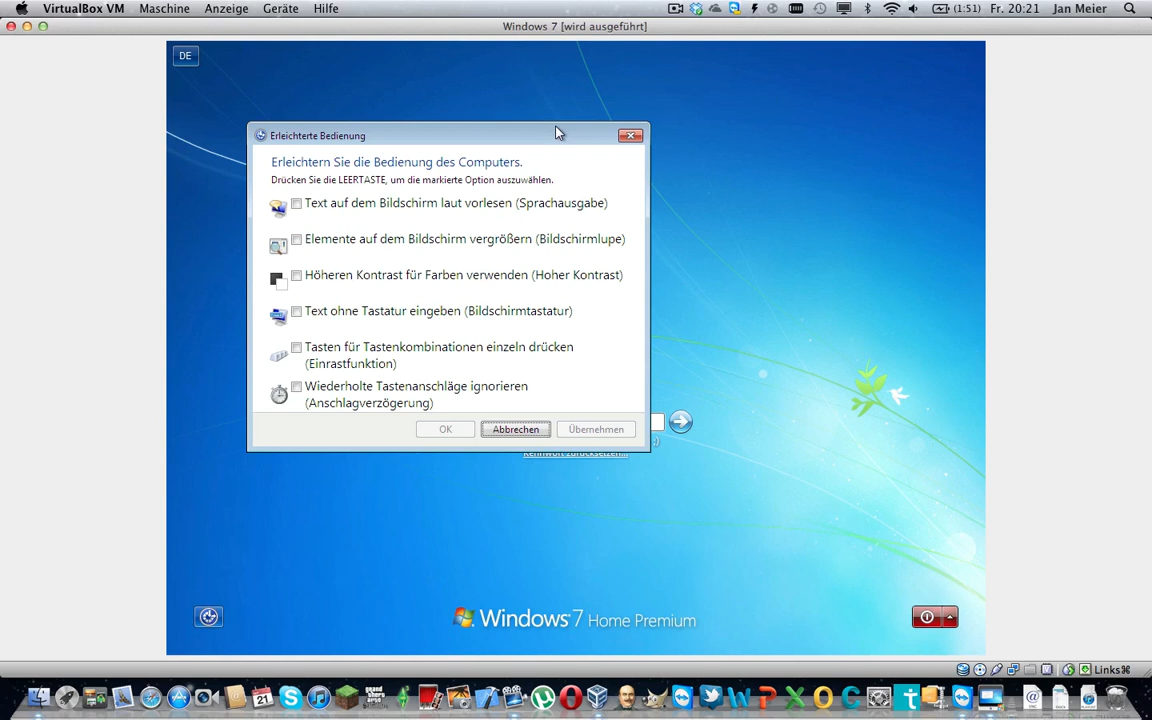 VirtualBox VM Maschine Anzeige Geräte Hilfe (1:51) Fr. 20:21 Jan Meier
Windows 7 [wird ausgeführt]
DE
Erleichterte Bedienung
Erleichtern Sie die Bedienung des Computers.
Drücken Sie die LEERTASTE, um die markierte Option auszuwählen.
Text auf dem Bildschirm laut vorlesen (Sprachausgabe)
Elemente auf dem Bildschirm vergrößern (Bildschirmlupe)
Höheren Kontrast für Farben verwenden (Hoher Kontrast)
Text ohne Tastatur eingeben (Bildschirmtastatur)
Tasten für Tastenkombinationen einzeln drücken
(Einrastfunktion)
Wiederholte Tastenanschläge ignorieren
(Anschlagverzögerung)
OK Abbrechen Übernehmen
Kennwort zurücksetzen...
Windows 7 Home Premium
Links⌘